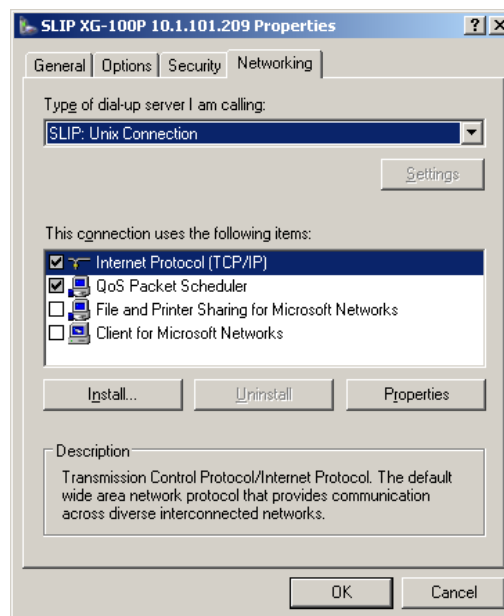 SLIP XG-100P 10.1.101.209 Properties
General Options Security Networking
Type of dial-up server I am calling:
SLIP: Unix Connection
Settings
This connection uses the following items:
Internet Protocol (TCP/IP)
QoS Packet Scheduler
File and Printer Sharing for Microsoft Networks
Client for Microsoft Networks
Install... Uninstall Properties
Description
Transmission Control Protocol/Internet Protocol. The default
wide area network protocol that provides communication
across diverse interconnected networks.
OK Cancel